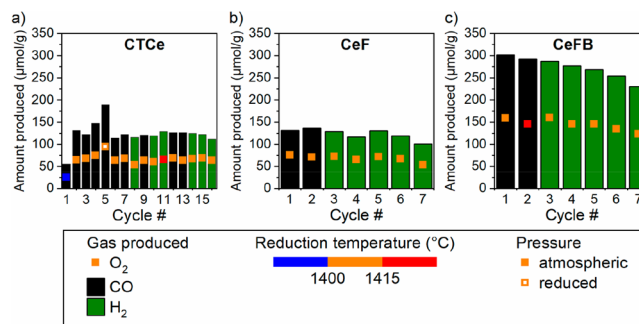 a) CTCe
b) CeF
c) CeFB
Amount produced (µmol/g)
350
300
250
200
150
100
50
0
1 3 5 7 9 11 13 15
Cycle #
Amount produced (µmol/g)
350
300
250
200
150
100
50
0
1 2 3 4 5 6 7
Cycle #
Amount produced (µmol/g)
350
300
250
200
150
100
50
0
1 2 3 4 5 6 7
Cycle #
Gas produced
O₂
CO
H₂
Reduction temperature (°C)
1400 1415
Pressure
atmospheric
reduced